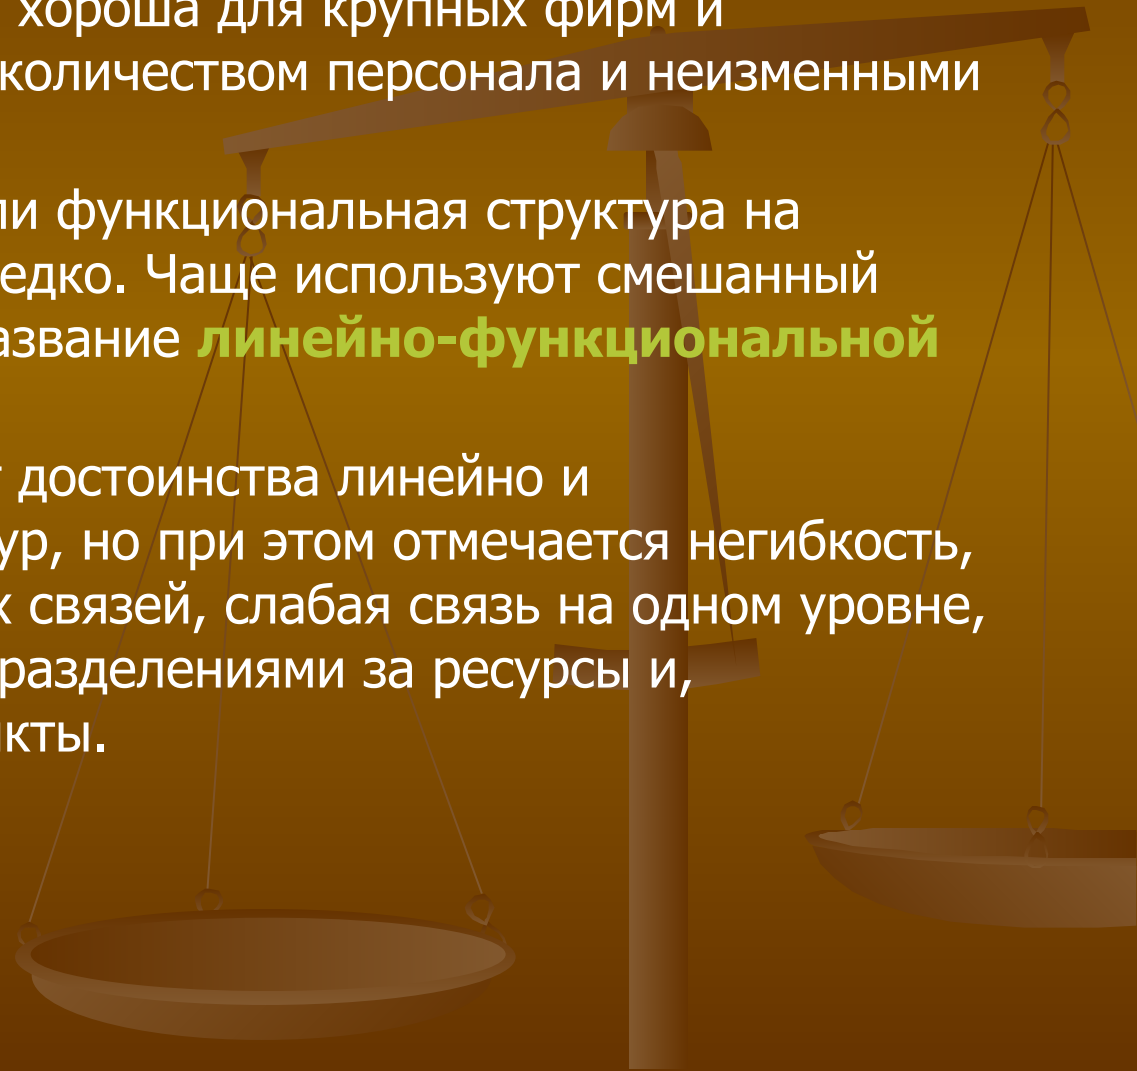 хороша для крупных фирм и
количеством персонала и неизменными
ли функциональная структура на
едко. Чаще используют смешанный
азвание линейно-функциональной
т достоинства линейно и
ур, но при этом отмечается негибкость,
х связей, слабая связь на одном уровне,
разделениями за ресурсы и,
кты.